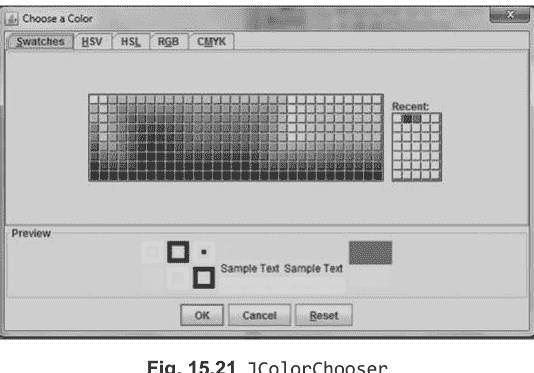 Choose a Color
Swatches HSV HSL RGB CMYK
Recent:
Preview
Sample Text Sample Text
OK Cancel Reset
Fig. 15.21 JColorChooser